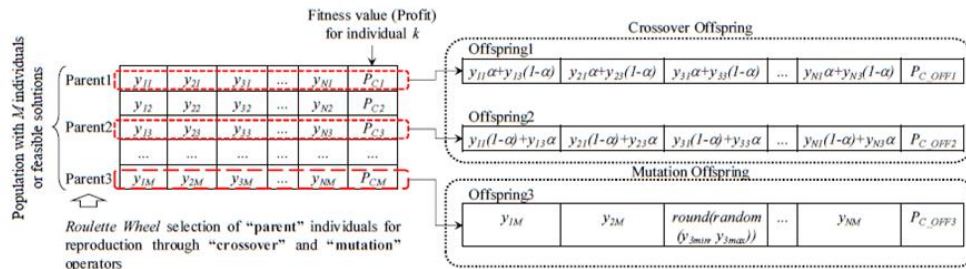 Fitness value (Profit)
for individual k
Crossover Offspring
Population with M individuals
or feasible solutions
Parent1 y11 y21 y31 ... yN1 PC1
y12 y22 y32 ... yN2 PC2
Parent2 y13 y23 y33 ... yN3 PC3
... ... ... ... ... ...
Parent3 y1M y2M y3M ... yNM PCM
Offspring1
y11α+y13(1-α) y21α+y23(1-α) y31α+y33(1-α) ... yN1α+yN3(1-α) PC_OFF1
Offspring2
y11(1-α)+y13α y21(1-α)+y23α y31(1-α)+y33α ... yN1(1-α)+yN3α PC_OFF2
Mutation Offspring
Offspring3
y1M y2M round(random
(y3min, y3max)) ... yNM PC_OFF3
Roulette Wheel selection of "parent" individuals for
reproduction through "crossover" and "mutation"
operators